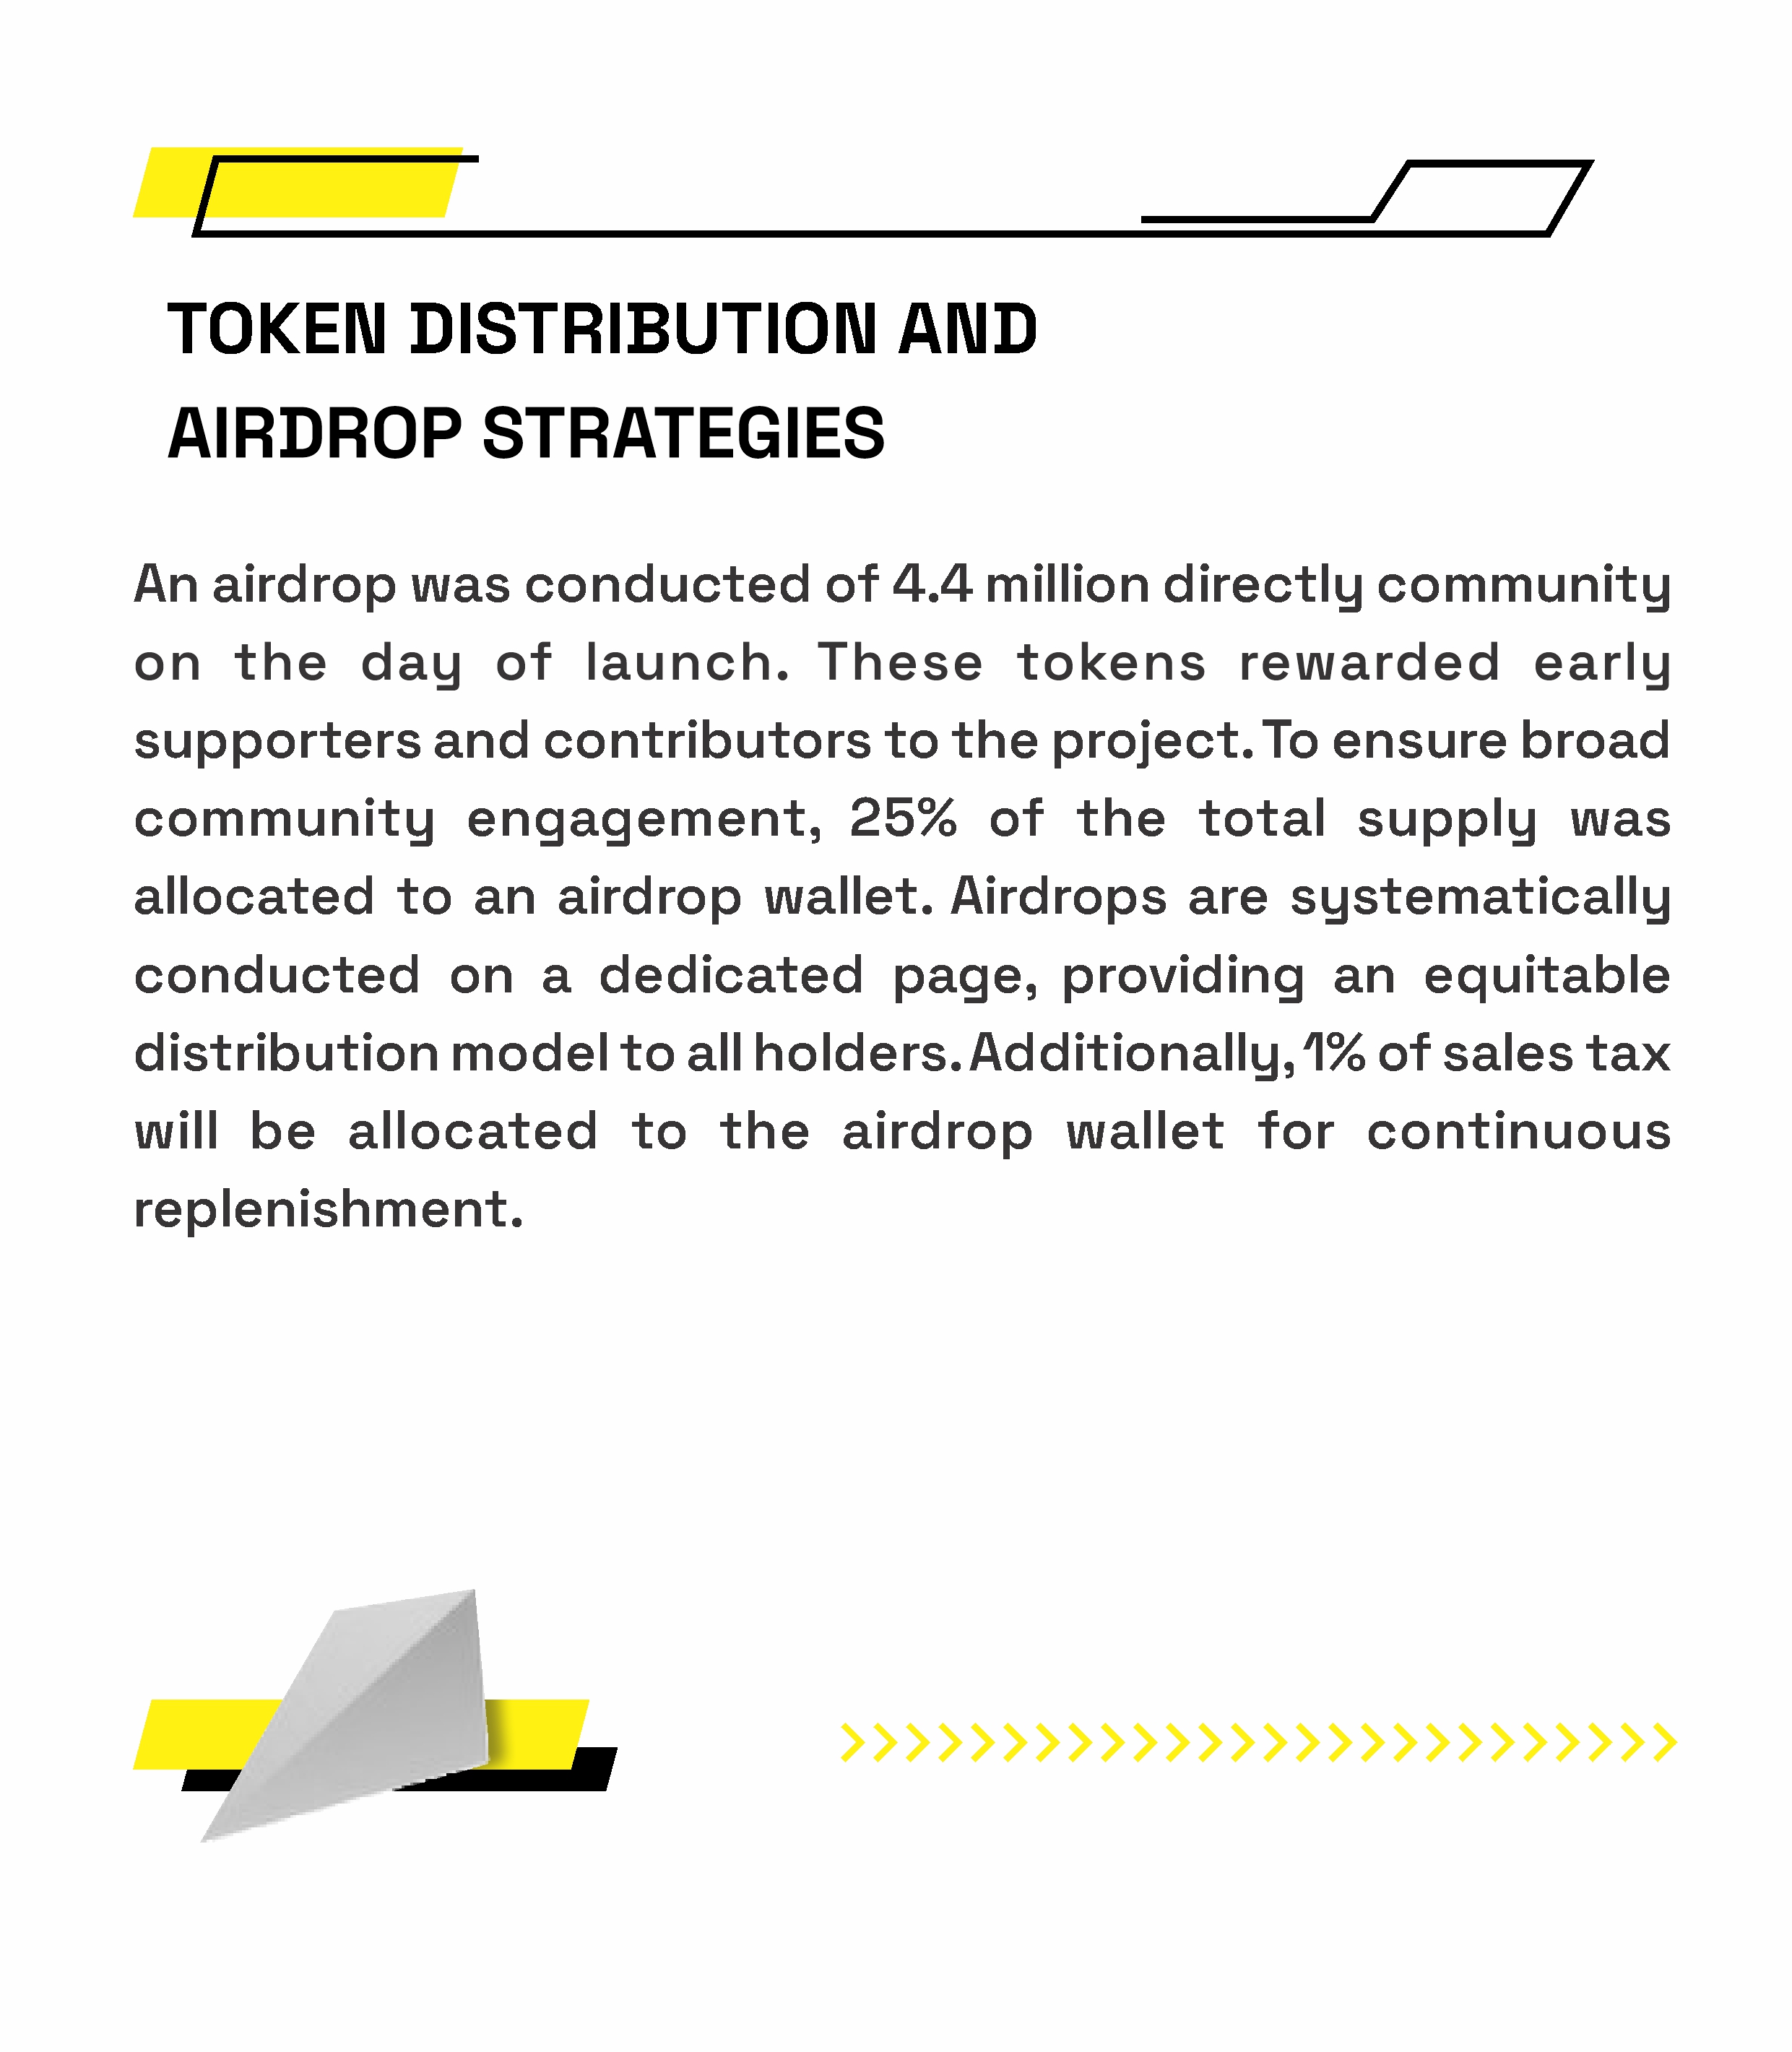 TOKEN DISTRIBUTION AND
AIRDROP STRATEGIES
An airdrop was conducted of 4.4 million directly community
on the day of launch. These tokens rewarded early
supporters and contributors to the project. To ensure broad
community engagement, 25% of the total supply was
allocated to an airdrop wallet. Airdrops are systematically
conducted on a dedicated page, providing an equitable
distribution model to all holders. Additionally, 1% of sales tax
will be allocated to the airdrop wallet for continuous
replenishment.